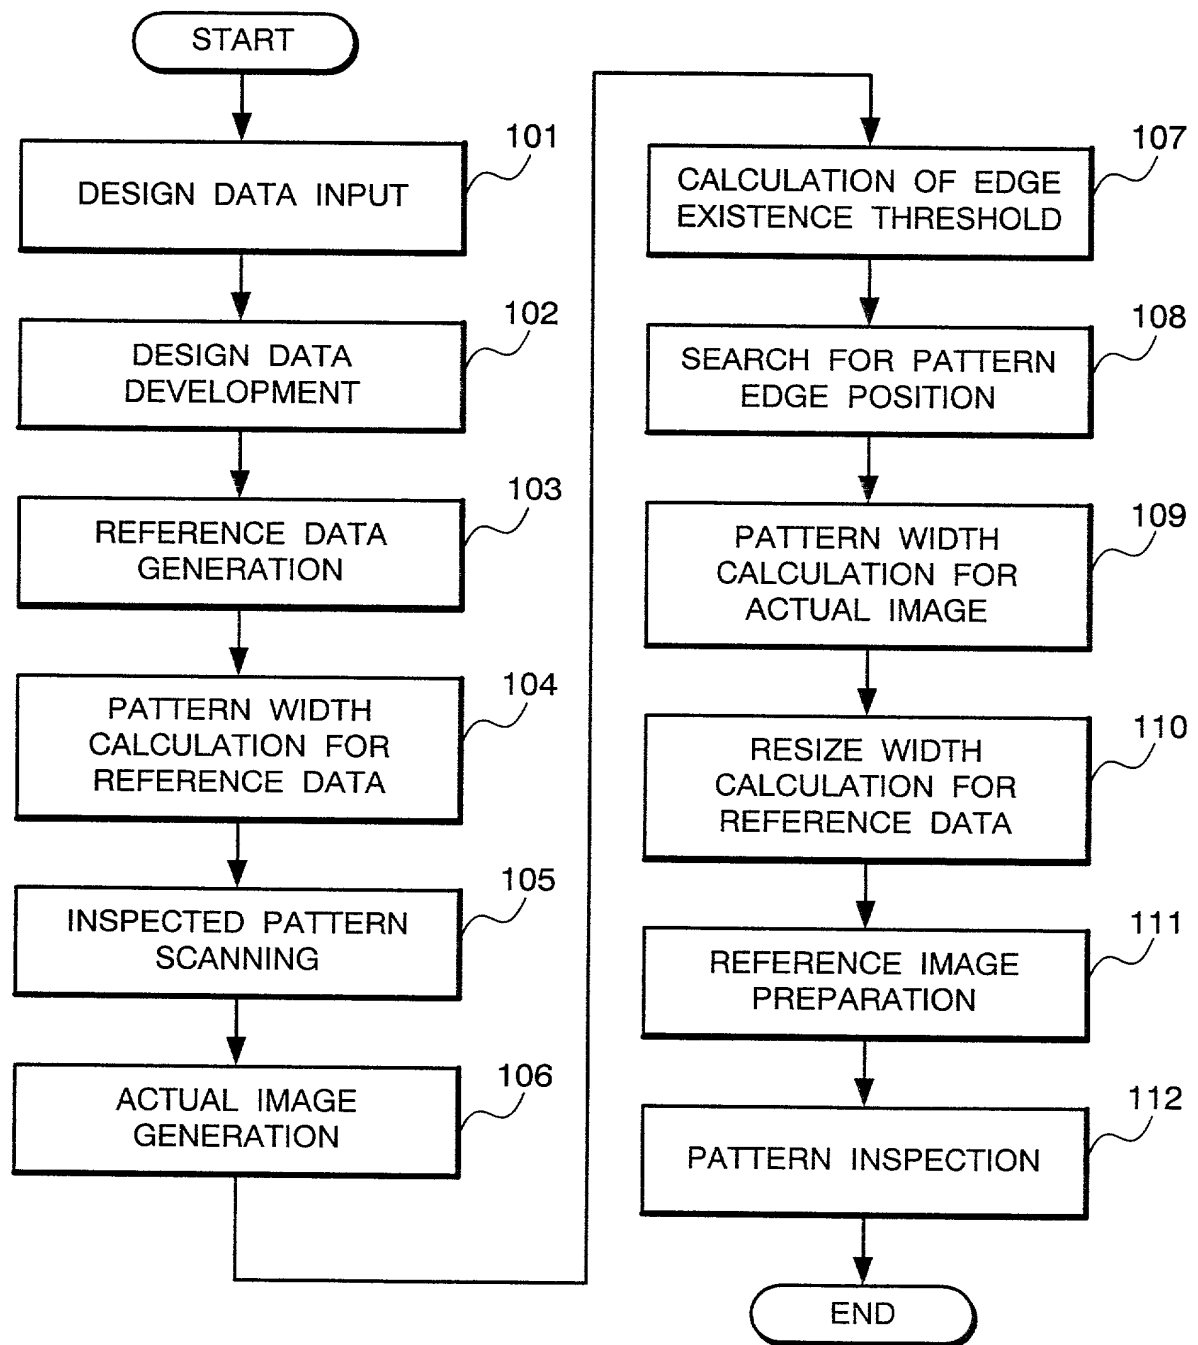 START
101
DESIGN DATA INPUT
102
DESIGN DATA
DEVELOPMENT
103
REFERENCE DATA
GENERATION
104
PATTERN WIDTH
CALCULATION FOR
REFERENCE DATA
105
INSPECTED PATTERN
SCANNING
106
ACTUAL IMAGE
GENERATION
107
CALCULATION OF EDGE
EXISTENCE THRESHOLD
108
SEARCH FOR PATTERN
EDGE POSITION
109
PATTERN WIDTH
CALCULATION FOR
ACTUAL IMAGE
110
RESIZE WIDTH
CALCULATION FOR
REFERENCE DATA
111
REFERENCE IMAGE
PREPARATION
112
PATTERN INSPECTION
END